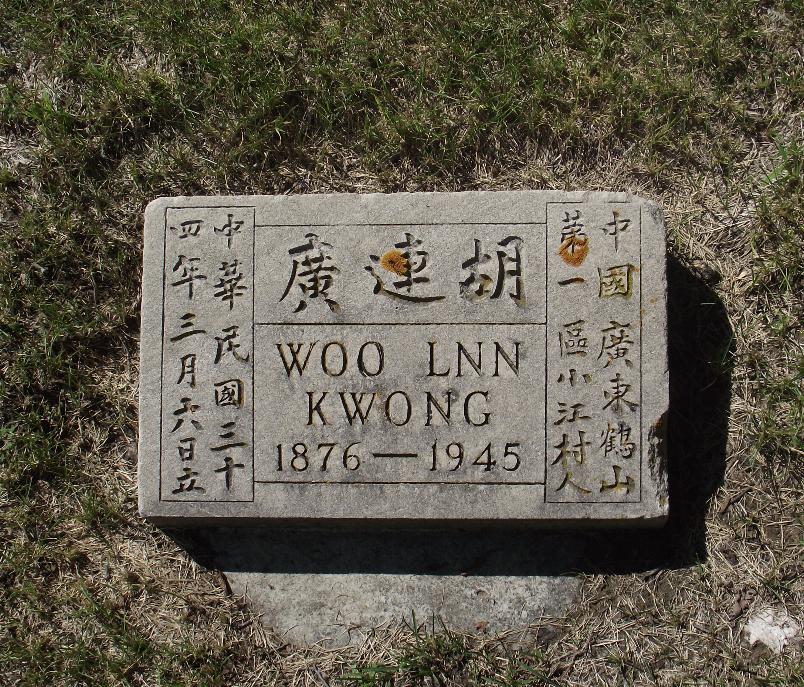 中國廣東鶴山
第一區小江村人
胡連廣
WOO LNN
KWONG
1876—1945
中華民國三十
四年三月六日立